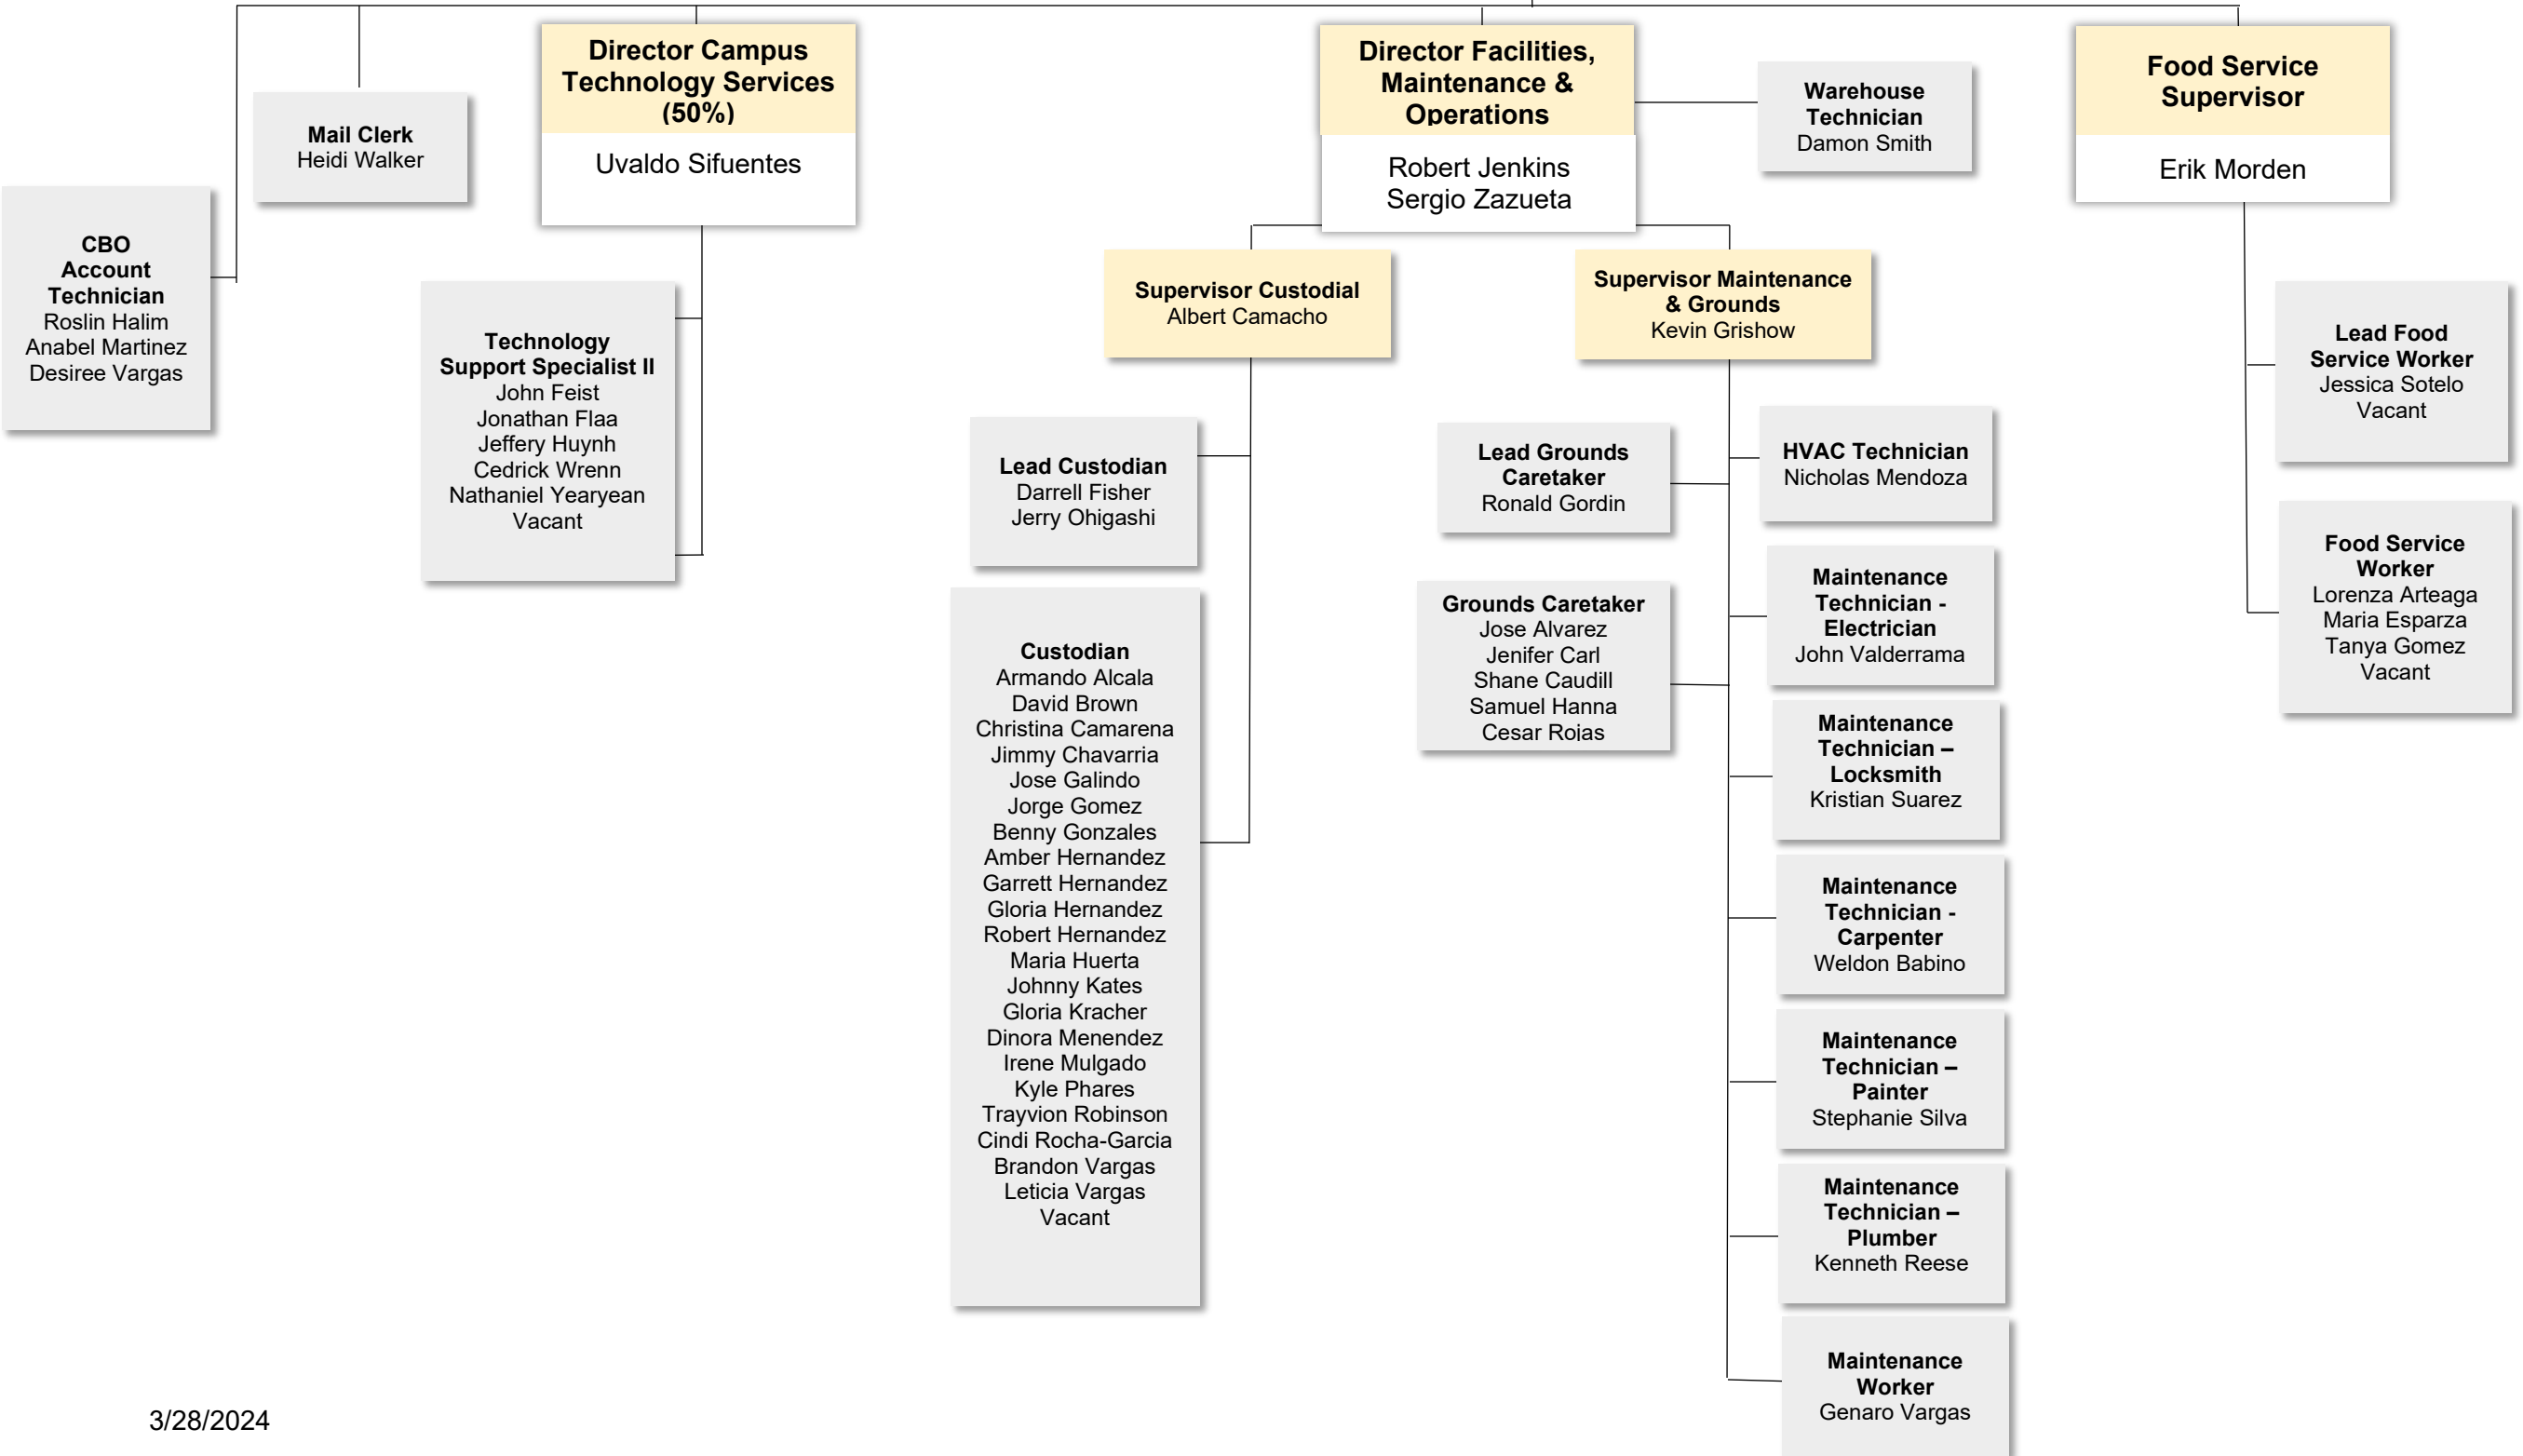 Director Campus
Technology Services
(50%)
Uvaldo Sifuentes
Director Facilities,
Maintenance &
Operations
Robert Jenkins
Sergio Zazueta
Warehouse
Technician
Damon Smith
Food Service
Supervisor
Erik Morden
Mail Clerk
Heidi Walker
CBO
Account
Technician
Roslin Halim
Anabel Martinez
Desiree Vargas
Technology
Support Specialist II
John Feist
Jonathan Flaa
Jeffery Huynh
Cedrick Wrenn
Nathaniel Yearyean
Vacant
Supervisor Custodial
Albert Camacho
Supervisor Maintenance
& Grounds
Kevin Grishow
Lead Custodian
Darrell Fisher
Jerry Ohigashi
Custodian
Armando Alcala
David Brown
Christina Camarena
Jimmy Chavarria
Jose Galindo
Jorge Gomez
Benny Gonzales
Amber Hernandez
Garrett Hernandez
Gloria Hernandez
Robert Hernandez
Maria Huerta
Johnny Kates
Gloria Kracher
Dinora Menendez
Irene Mulgado
Kyle Phares
Trayvion Robinson
Cindi Rocha-Garcia
Brandon Vargas
Leticia Vargas
Vacant
Lead Grounds
Caretaker
Ronald Gordin
Grounds Caretaker
Jose Alvarez
Jenifer Carl
Shane Caudill
Samuel Hanna
Cesar Rojas
HVAC Technician
Nicholas Mendoza
Maintenance
Technician -
Electrician
John Valderrama
Maintenance
Technician –
Locksmith
Kristian Suarez
Maintenance
Technician -
Carpenter
Weldon Babino
Maintenance
Technician –
Painter
Stephanie Silva
Maintenance
Technician –
Plumber
Kenneth Reese
Maintenance
Worker
Genaro Vargas
Lead Food
Service Worker
Jessica Sotelo
Vacant
Food Service
Worker
Lorenza Arteaga
Maria Esparza
Tanya Gomez
Vacant
3/28/2024